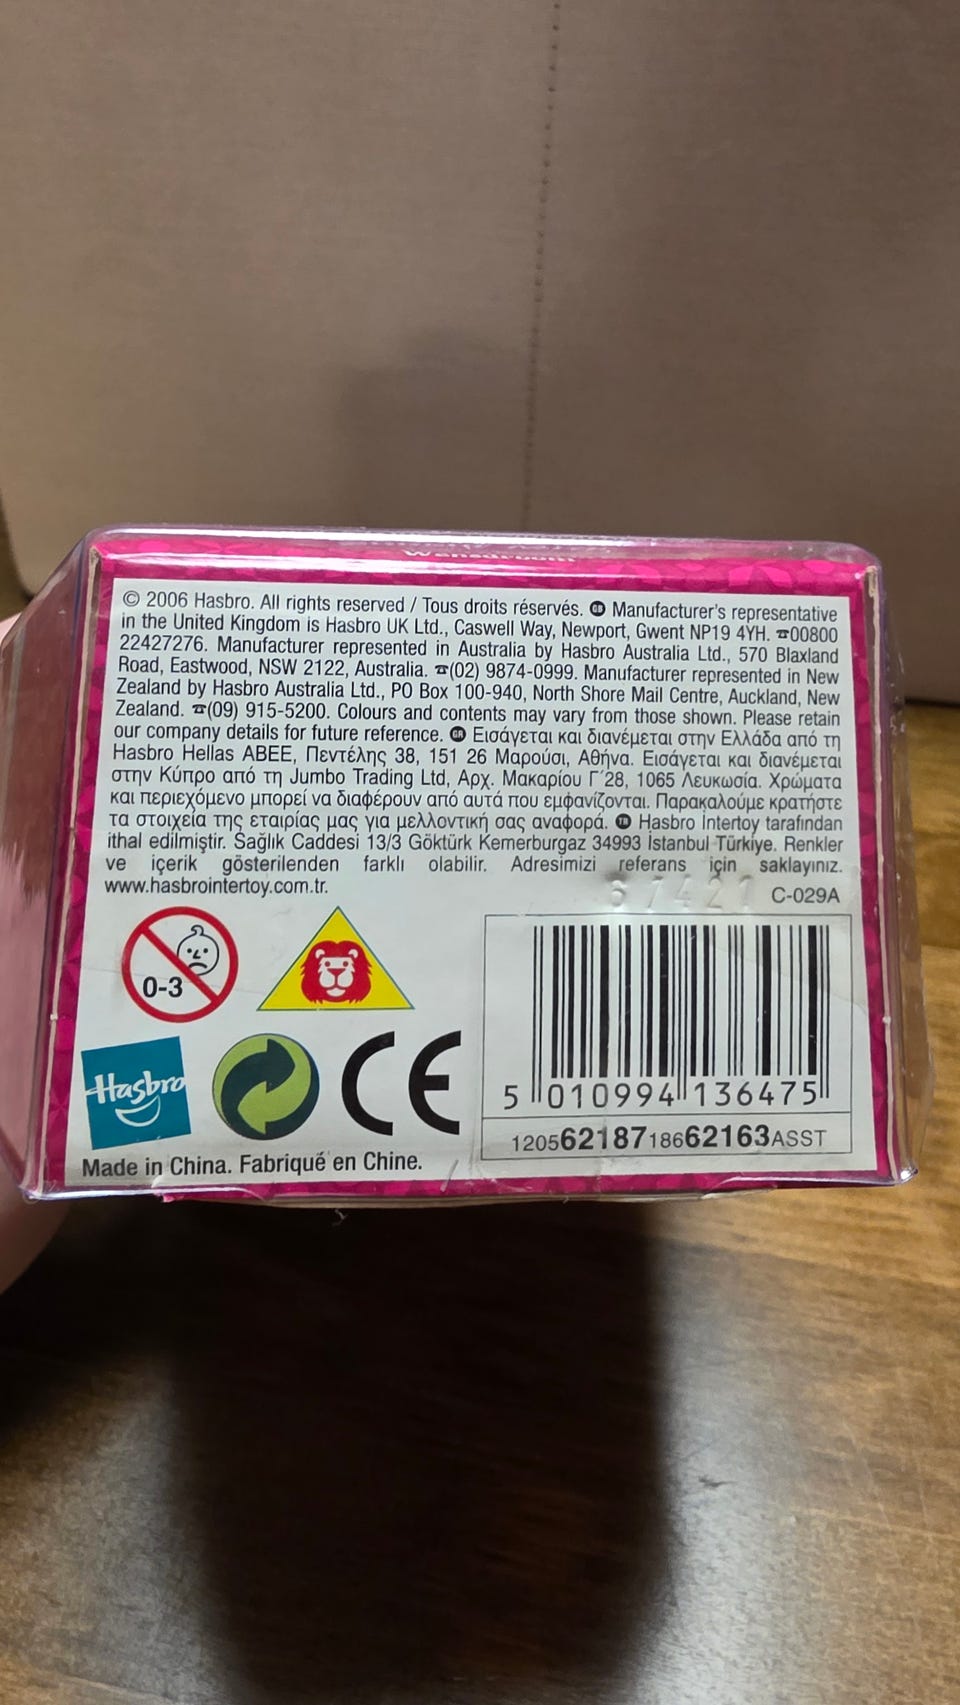 © 2006 Hasbro. All rights reserved / Tous droits réservés. GB Manufacturer's representative
in the United Kingdom is Hasbro UK Ltd., Caswell Way, Newport, Gwent NP19 4YH. ☎00800
22427276. Manufacturer represented in Australia by Hasbro Australia Ltd., 570 Blaxland
Road, Eastwood, NSW 2122, Australia. ☎(02) 9874-0999. Manufacturer represented in New
Zealand by Hasbro Australia Ltd., PO Box 100-940, North Shore Mail Centre, Auckland, New
Zealand. ☎(09) 915-5200. Colours and contents may vary from those shown. Please retain
our company details for future reference. GR Εισάγεται και διανέμεται στην Ελλάδα από τη
Hasbro Hellas ABEE, Πεντέλης 38, 151 26 Μαρούσι, Αθήνα. Εισάγεται και διανέμεται
στην Κύπρο από τη Jumbo Trading Ltd, Αρχ. Μακαρίου Γ΄28, 1065 Λευκωσία. Χρώματα
και περιεχόμενο μπορεί να διαφέρουν από αυτά που εμφανίζονται. Παρακαλούμε κρατήστε
τα στοιχεία της εταιρίας μας για μελλοντική σας αναφορά. TR Hasbro İntertoy tarafından
ithal edilmiştir. Sağlık Caddesi 13/3 Göktürk Kemerburgaz 34993 İstanbul Türkiye. Renkler
ve içerik gösterilenden farklı olabilir. Adresimizi referans için saklayınız.
www.hasbrointertoy.com.tr.
67421
C-029A
0-3
Hasbro
CE
5 010994 136475
12056218718662163ASST
Made in China. Fabriqué en Chine.